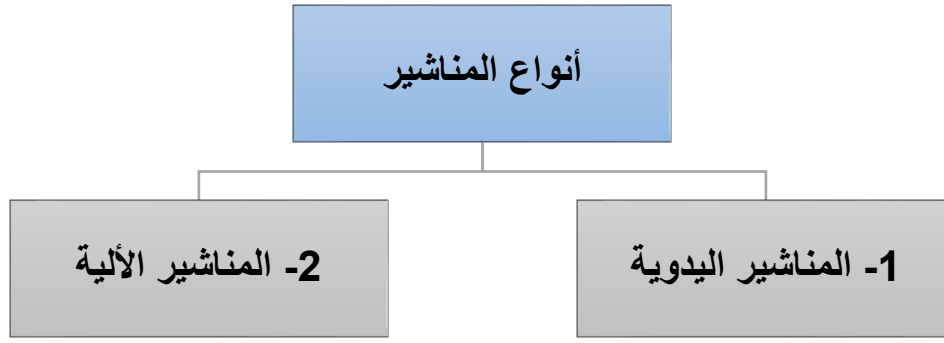 أنواع المناشير
1- المناشير اليدوية
2- المناشير الألية